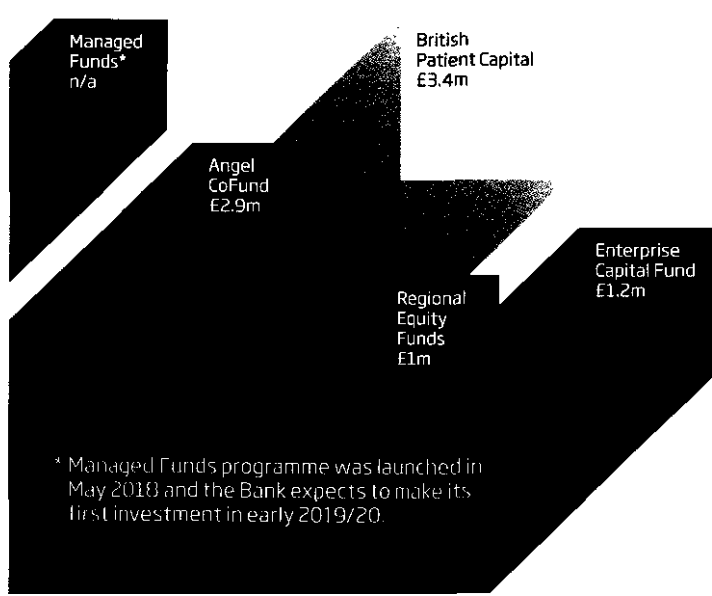 Managed
Funds*
n/a
British
Patient Capital
£3.4m
Angel
CoFund
£2.9m
Enterprise
Capital Fund
£1.2m
Regional
Equity
Funds
£1m
* Managed Funds programme was launched in
May 2018 and the Bank expects to make its
first investment in early 2019/20.